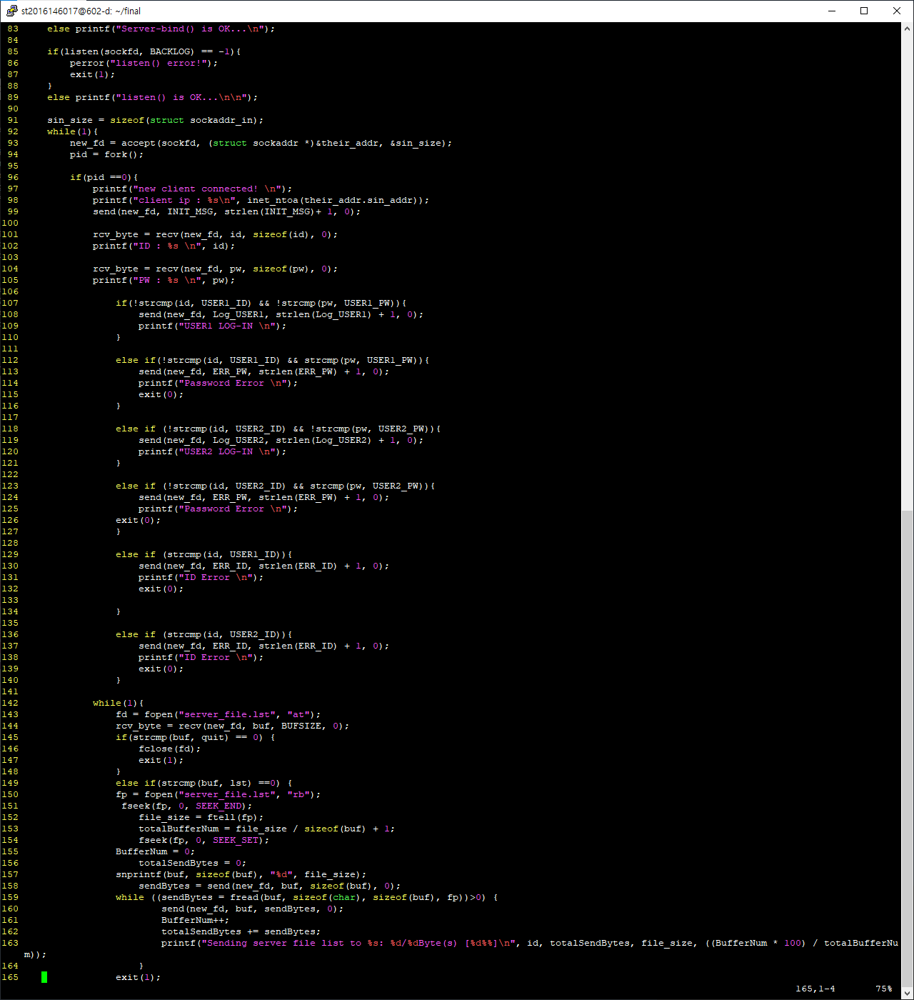 st2016146017@602-d: ~/final
83     else printf("Server-bind() is OK...\n");
84
85     if(listen(sockfd, BACKLOG) == -1){
86         perror("listen() error!");
87         exit(1);
88     }
89     else printf("listen() is OK...\n\n");
90
91     sin_size = sizeof(struct sockaddr_in);
92     while(1){
93         new_fd = accept(sockfd, (struct sockaddr *)&their_addr, &sin_size);
94         pid = fork();
95
96         if(pid ==0){
97             printf("new client connected! \n");
98             printf("client ip : %s\n", inet_ntoa(their_addr.sin_addr));
99             send(new_fd, INIT_MSG, strlen(INIT_MSG)+ 1, 0);
100
101             rcv_byte = recv(new_fd, id, sizeof(id), 0);
102             printf("ID : %s \n", id);
103
104             rcv_byte = recv(new_fd, pw, sizeof(pw), 0);
105             printf("PW : %s \n", pw);
106
107                 if(!strcmp(id, USER1_ID) && !strcmp(pw, USER1_PW)){
108                     send(new_fd, Log_USER1, strlen(Log_USER1) + 1, 0);
109                     printf("USER1 LOG-IN \n");
110                 }
111
112                 else if(!strcmp(id, USER1_ID) && strcmp(pw, USER1_PW)){
113                     send(new_fd, ERR_PW, strlen(ERR_PW) + 1, 0);
114                     printf("Password Error \n");
115                     exit(0);
116                 }
117
118                 else if (!strcmp(id, USER2_ID) && !strcmp(pw, USER2_PW)){
119                     send(new_fd, Log_USER2, strlen(Log_USER2) + 1, 0);
120                     printf("USER2 LOG-IN \n");
121                 }
122
123                 else if (!strcmp(id, USER2_ID) && strcmp(pw, USER2_PW)){
124                     send(new_fd, ERR_PW, strlen(ERR_PW) + 1, 0);
125                     printf("Password Error \n");
126                 exit(0);
127                 }
128
129                 else if (strcmp(id, USER1_ID)){
130                     send(new_fd, ERR_ID, strlen(ERR_ID) + 1, 0);
131                     printf("ID Error \n");
132                     exit(0);
133
134                 }
135
136                 else if (strcmp(id, USER2_ID)){
137                     send(new_fd, ERR_ID, strlen(ERR_ID) + 1, 0);
138                     printf("ID Error \n");
139                     exit(0);
140                 }
141
142             while(1){
143                 fd = fopen("server_file.lst", "at");
144                 rcv_byte = recv(new_fd, buf, BUFSIZE, 0);
145                 if(strcmp(buf, quit) == 0) {
146                     fclose(fd);
147                     exit(1);
148                 }
149                 else if(strcmp(buf, lst) ==0) {
150                 fp = fopen("server_file.lst", "rb");
151                  fseek(fp, 0, SEEK_END);
152                     file_size = ftell(fp);
153                     totalBufferNum = file_size / sizeof(buf) + 1;
154                     fseek(fp, 0, SEEK_SET);
155                 BufferNum = 0;
156                     totalSendBytes = 0;
157                 snprintf(buf, sizeof(buf), "%d", file_size);
158                     sendBytes = send(new_fd, buf, sizeof(buf), 0);
159                 while ((sendBytes = fread(buf, sizeof(char), sizeof(buf), fp))>0) {
160                         send(new_fd, buf, sendBytes, 0);
161                         BufferNum++;
162                         totalSendBytes += sendBytes;
163                         printf("Sending server file list to %s: %d/%dByte(s) [%d%%]\n", id, totalSendBytes, file_size, ((BufferNum * 100) / totalBufferNu
m));
164                     }
165                 exit(1);
165,1-4       75%